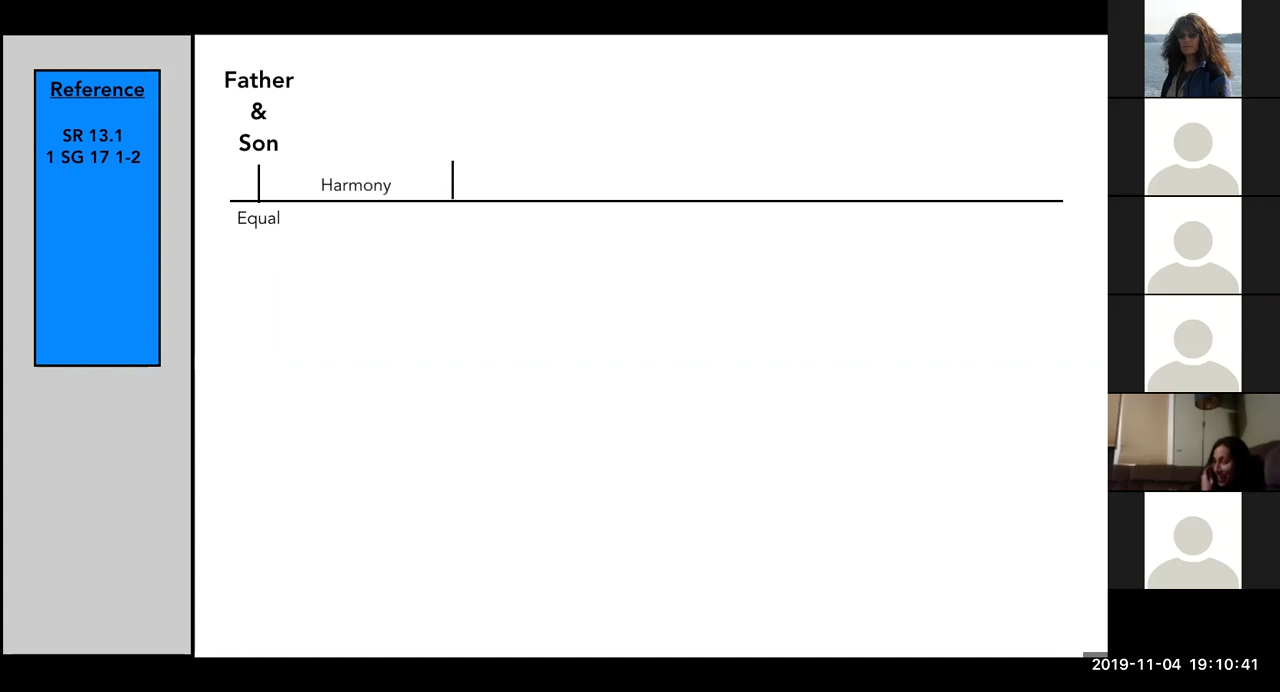 Reference
SR 13.1
1 SG 17 1-2
Father
&
Son
Harmony
Equal
2019-11-04 19:10:41